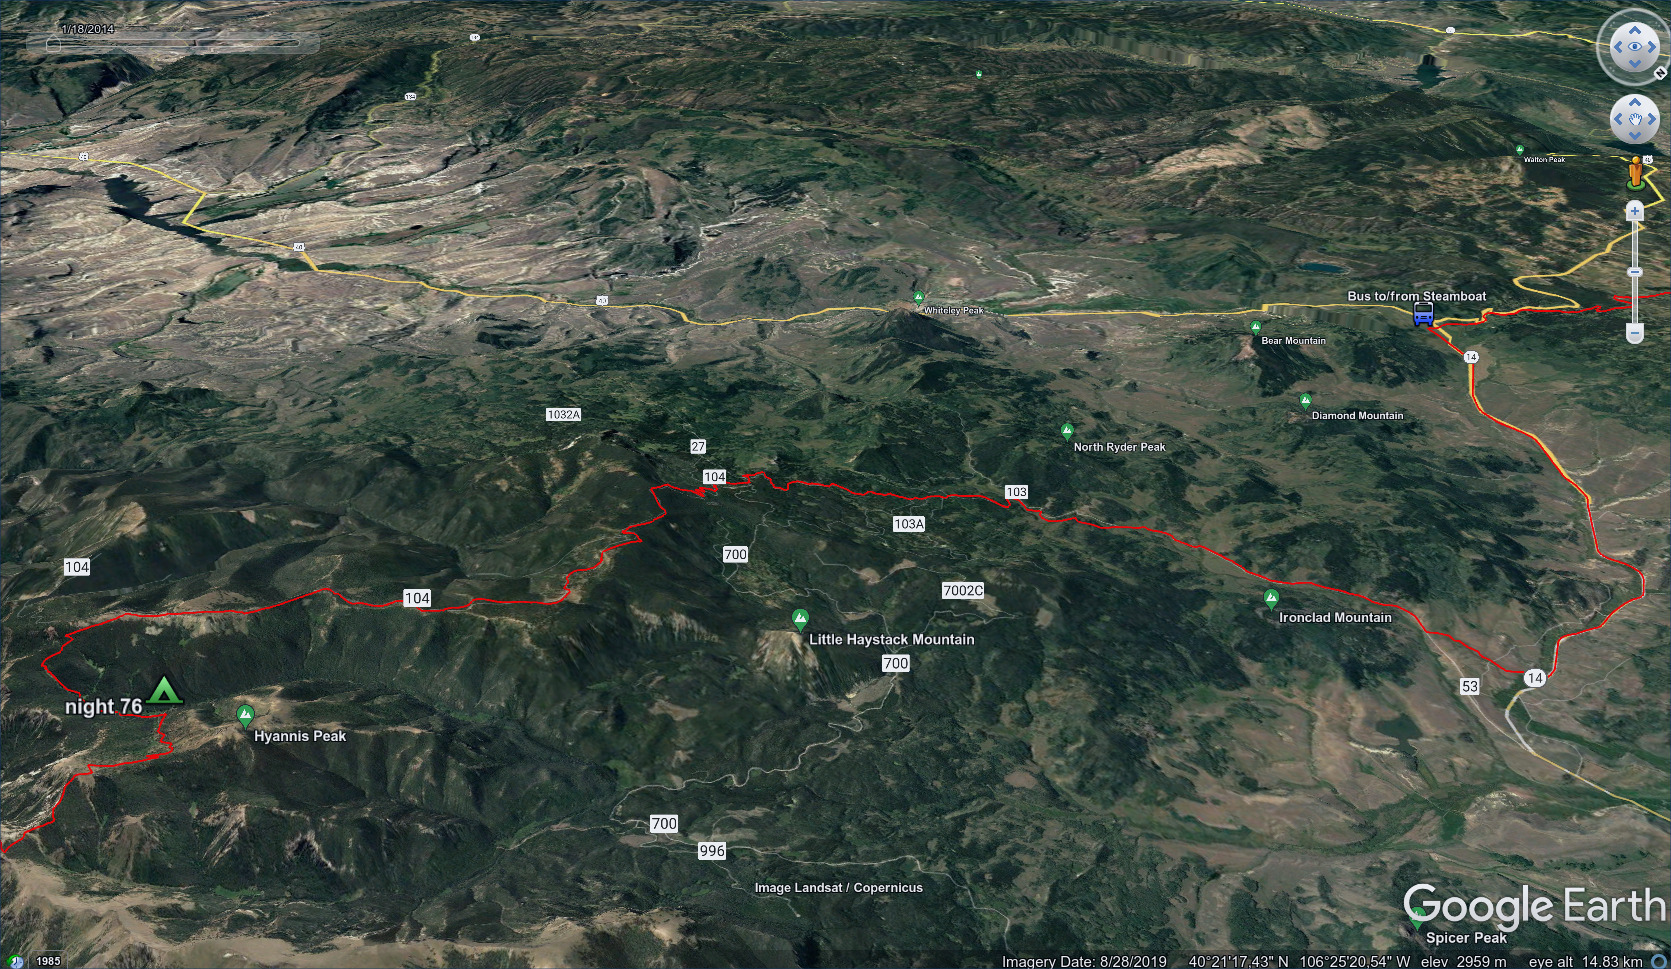 1/18/2014
134
40
40
Walton Peak
Bus to/from Steamboat
Whiteley Peak
Bear Mountain
14
Diamond Mountain
1032A
27
North Ryder Peak
104
103
103A
700
104
104
7002C
Ironclad Mountain
Little Haystack Mountain
700
14
53
night 76
Hyannis Peak
700
996
Image Landsat / Copernicus
Google Earth
Spicer Peak
1985
Imagery Date: 8/28/2019 40°21'17,43" N 106°25'20,54" W elev 2959 m eye alt 14.83 km